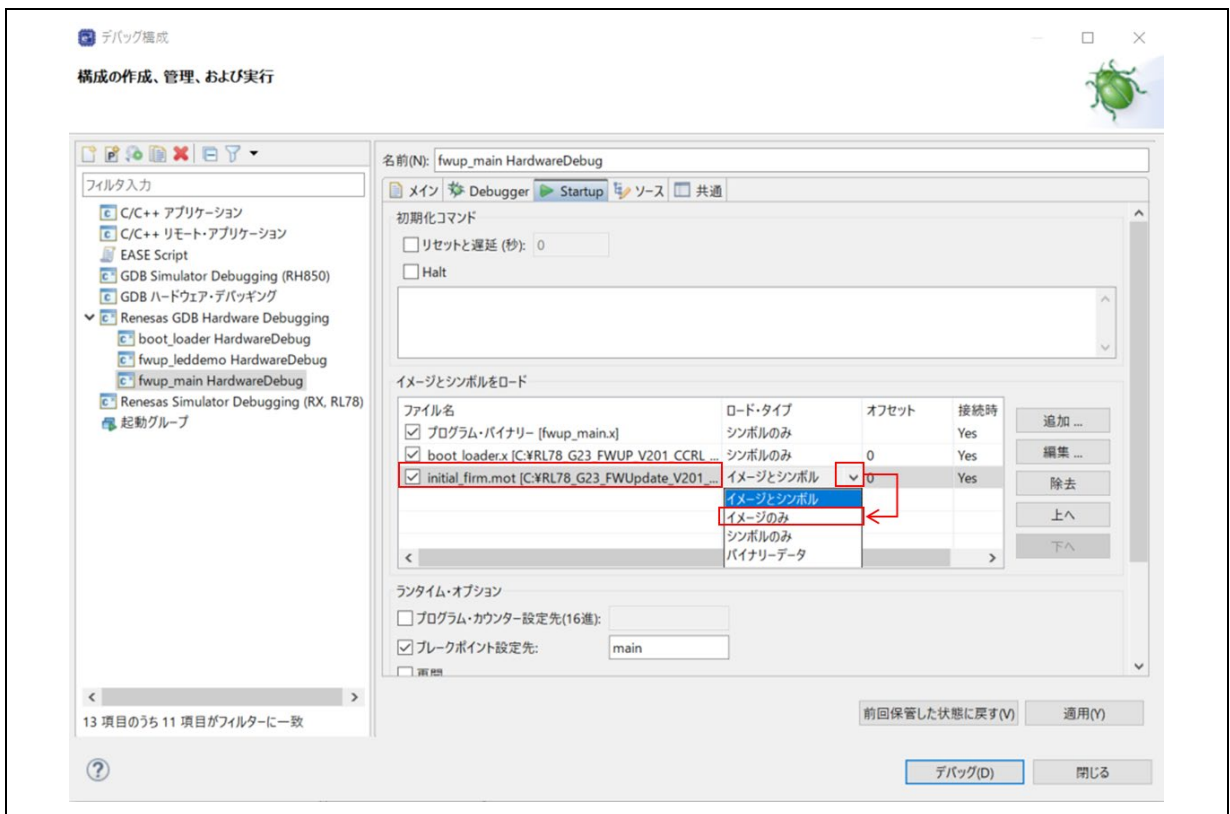 デバッグ構成
構成の作成、管理、および実行
フィルタ入力
C/C++ アプリケーション
C/C++ リモート・アプリケーション
EASE Script
GDB Simulator Debugging (RH850)
GDB ハードウェア・デバッギング
Renesas GDB Hardware Debugging
boot_loader HardwareDebug
fwup_leddemo HardwareDebug
fwup_main HardwareDebug
Renesas Simulator Debugging (RX, RL78)
起動グループ
13 項目のうち 11 項目がフィルターに一致
名前(N): fwup_main HardwareDebug
メイン Debugger Startup ソース 共通
初期化コマンド
リセットと遅延 (秒): 0
Halt
イメージとシンボルをロード
ファイル名 ロード・タイプ オフセット 接続時
プログラム・バイナリー [fwup_main.x] シンボルのみ Yes
boot_loader.x [C:¥RL78_G23_FWUP_V201_CCRL ... シンボルのみ 0 Yes
initial_firm.mot [C:¥RL78_G23_FWUpdate_V201_... イメージとシンボル 0 Yes
イメージとシンボル
イメージのみ
シンボルのみ
バイナリーデータ
追加 ...
編集 ...
除去
上へ
下へ
ランタイム・オプション
プログラム・カウンター設定先(16進):
ブレークポイント設定先: main
再開
前回保管した状態に戻す(V) 適用(Y)
? デバッグ(D) 閉じる